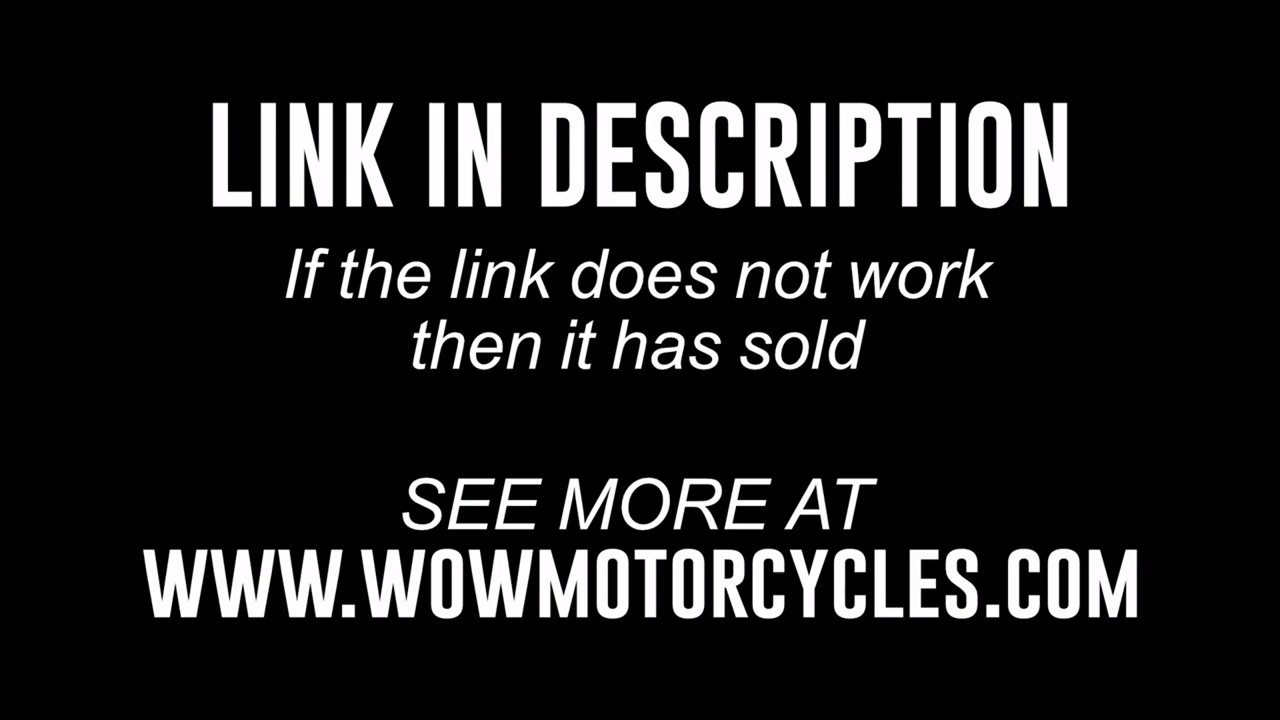 LINK IN DESCRIPTION
If the link does not work
then it has sold
SEE MORE AT
WWW.WOWMOTORCYCLES.COM